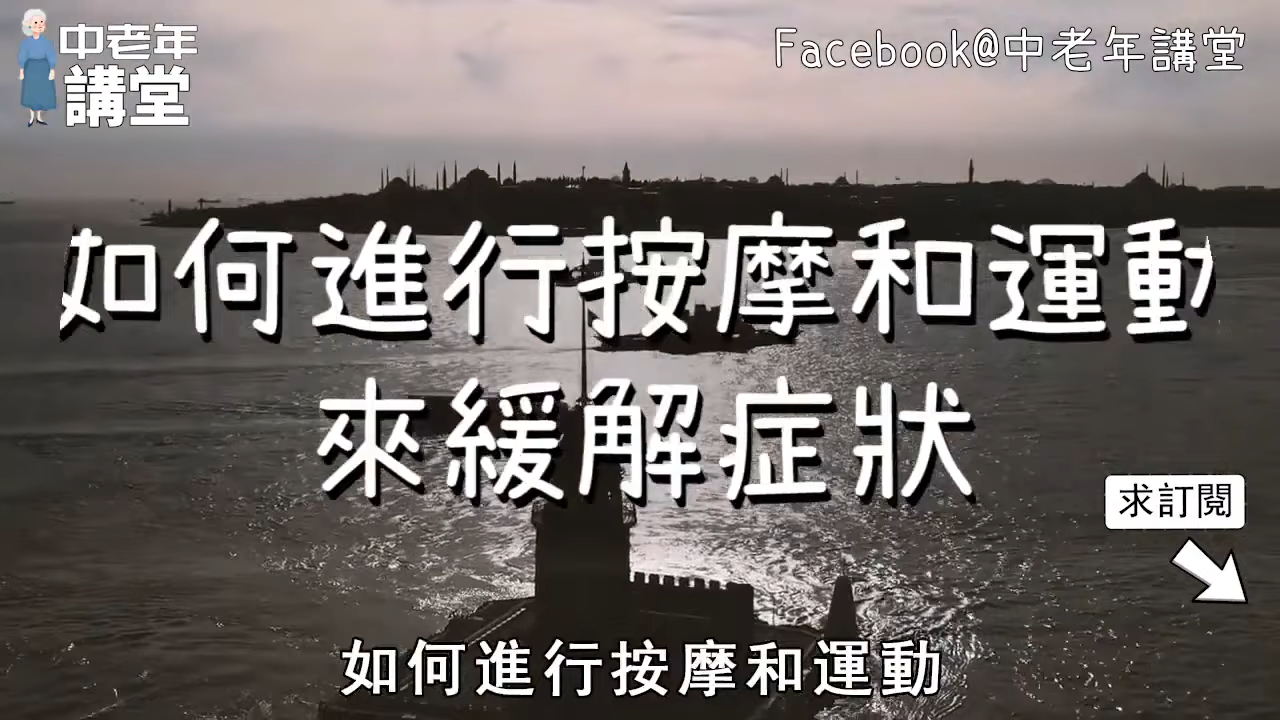 中老年
講堂
Facebook@中老年講堂
如何進行按摩和運動
來緩解症狀
求訂閱
如何進行按摩和運動